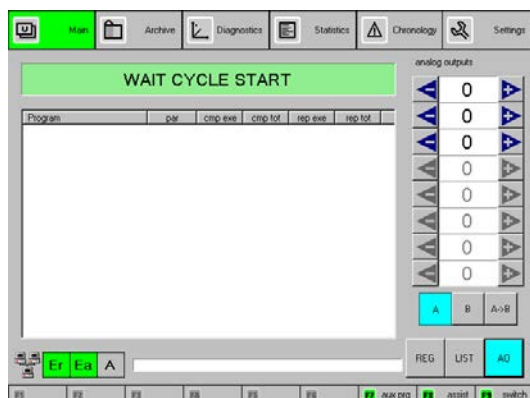 Main Archive Diagnostics Statistics Chronology Settings
analog outputs
WAIT CYCLE START
0
0
0
0
0
0
0
0
Program par cmp exe cmp tot rep exe rep tot
A B A->B
REG LIST AO
Er Ea A
F1 F2 F3 F4 F5 F6 F7 aux prg F8 assist F9 switch